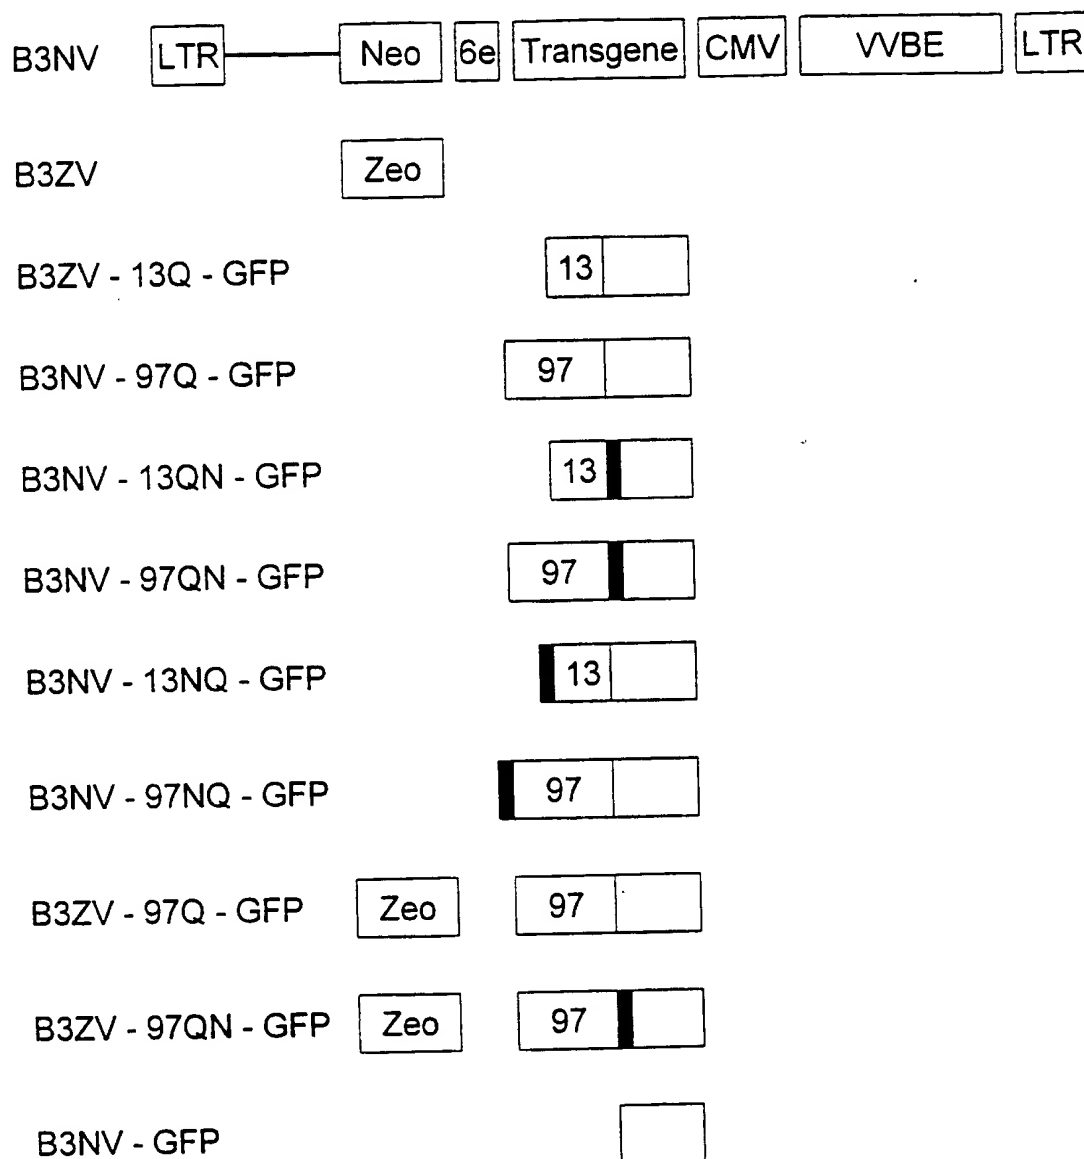 B3NV LTR Neo 6e Transgene CMV VVBE LTR
B3ZV Zeo
B3ZV - 13Q - GFP 13
B3NV - 97Q - GFP 97
B3NV - 13QN - GFP 13
B3NV - 97QN - GFP 97
B3NV - 13NQ - GFP 13
B3NV - 97NQ - GFP 97
B3ZV - 97Q - GFP Zeo 97
B3ZV - 97QN - GFP Zeo 97
B3NV - GFP